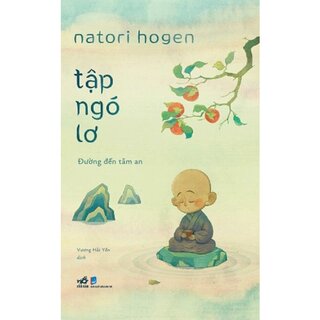 natori hogen
tập
ngó
lơ
Đường đến tâm an
Vương Hải Yến
dịch